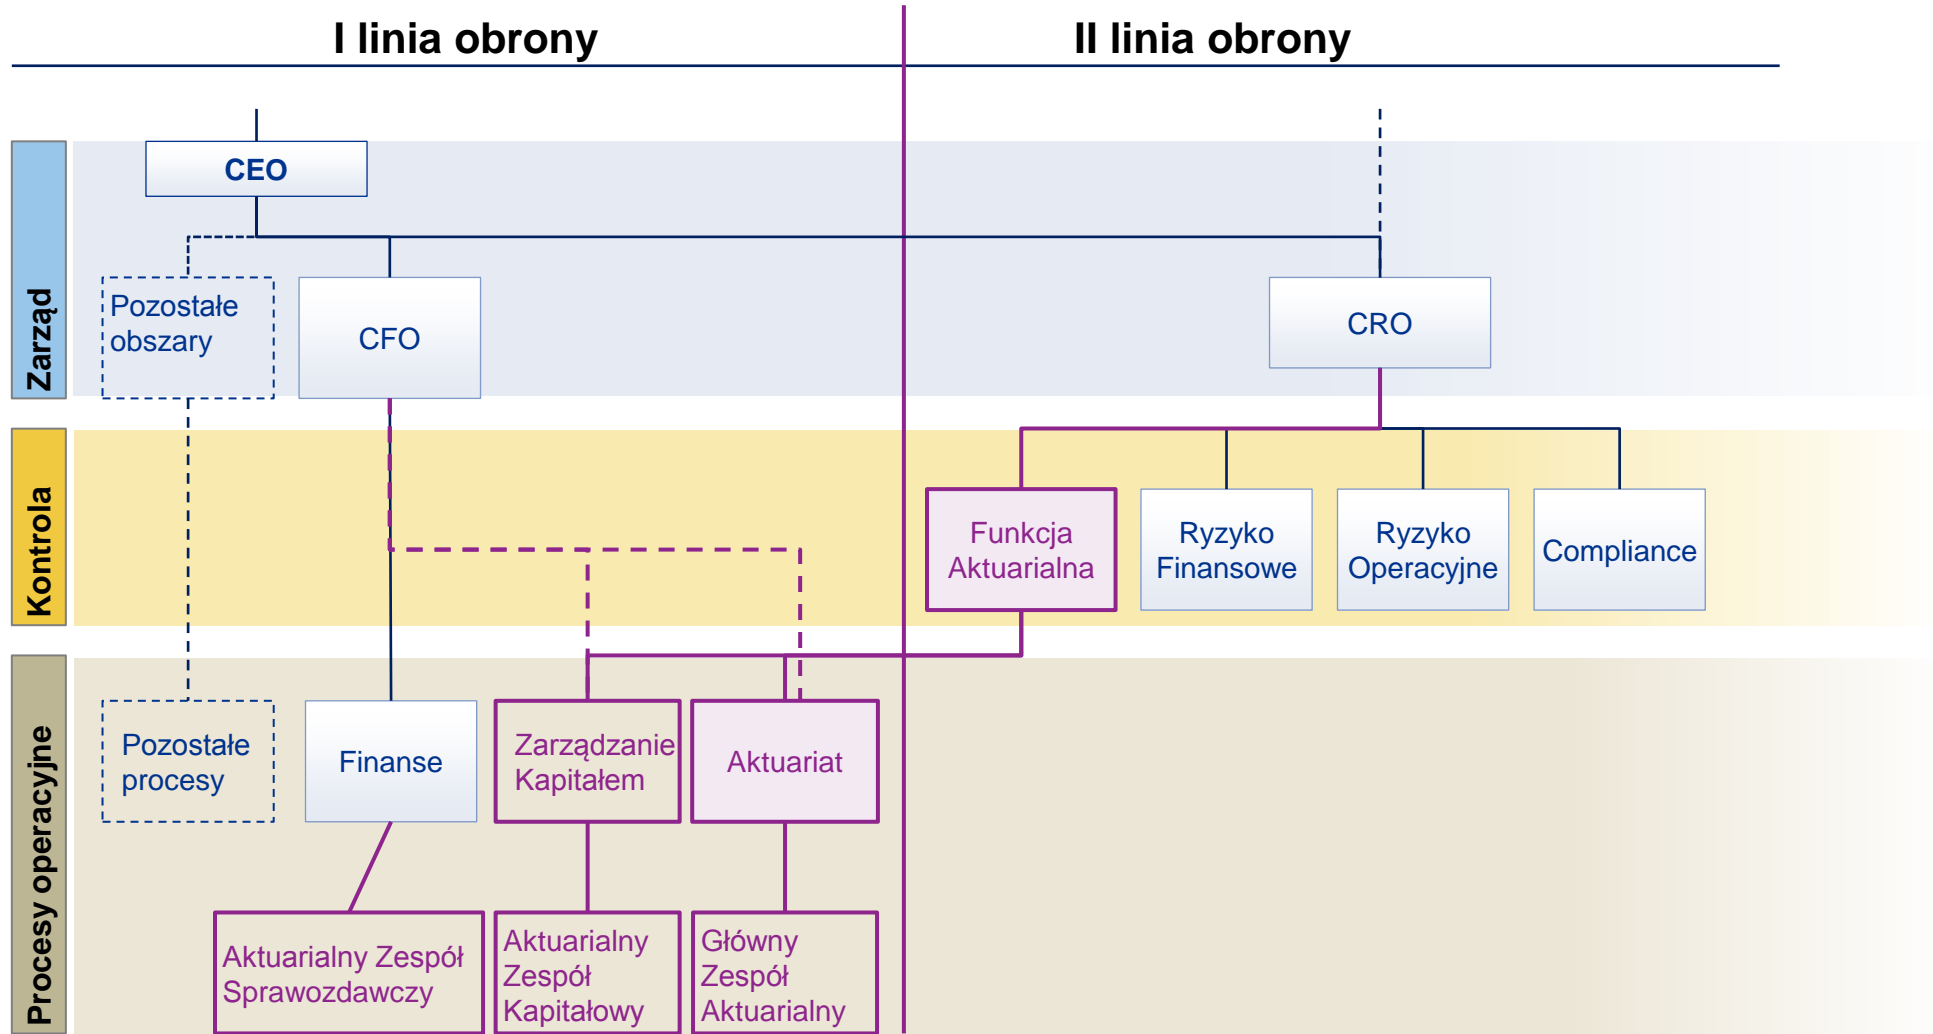 I linia obrony
II linia obrony
Zarząd
CEO
Pozostałe
obszary
CFO
CRO
Kontrola
Funkcja
Aktuarialna
Ryzyko
Finansowe
Ryzyko
Operacyjne
Compliance
Procesy operacyjne
Pozostałe
procesy
Finanse
Zarządzanie
Kapitałem
Aktuariat
Aktuarialny Zespół
Sprawozdawczy
Aktuarialny
Zespół
Kapitałowy
Główny
Zespół
Aktuarialny